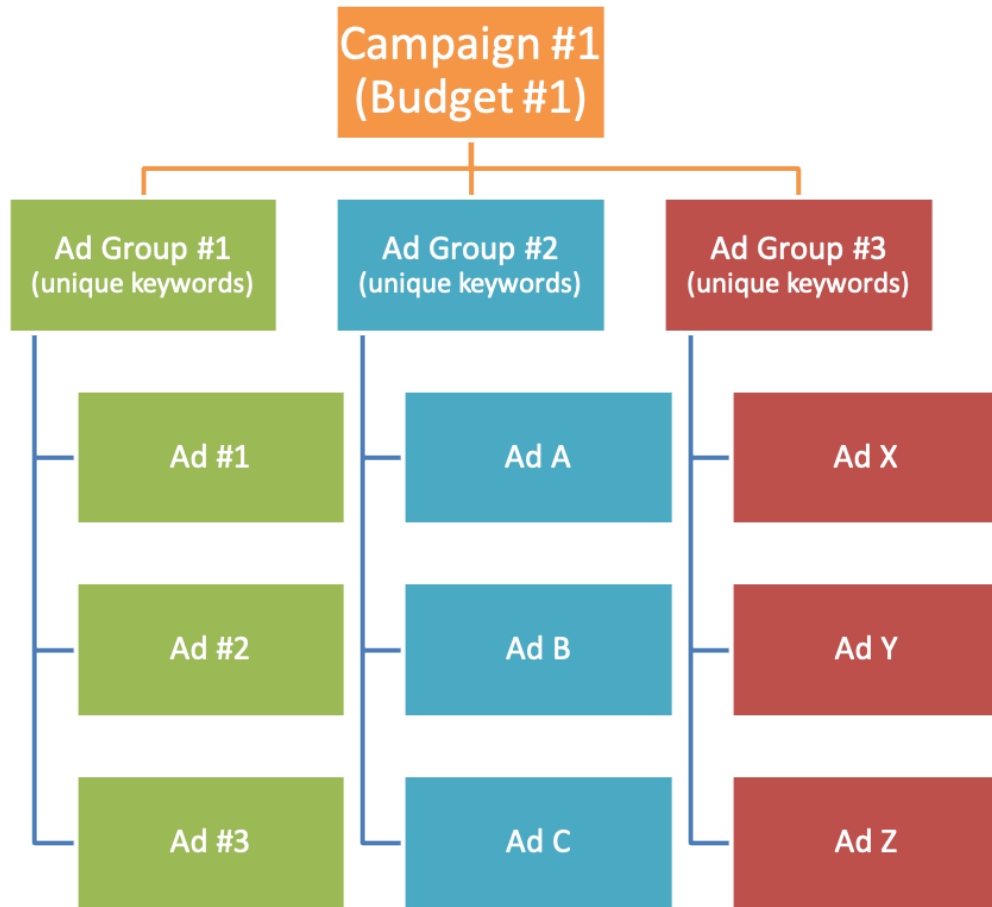 Campaign #1
(Budget #1)
Ad Group #1
(unique keywords)
Ad Group #2
(unique keywords)
Ad Group #3
(unique keywords)
Ad #1
Ad A
Ad X
Ad #2
Ad B
Ad Y
Ad #3
Ad C
Ad Z